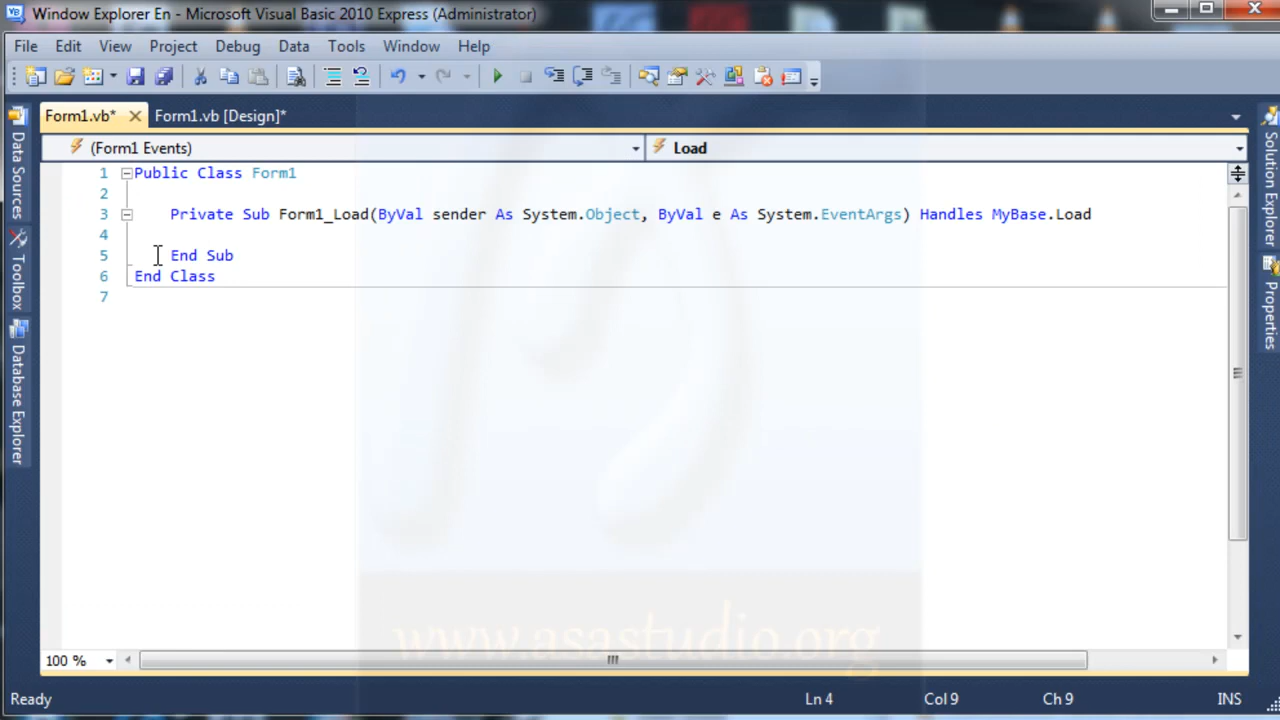 Window Explorer En - Microsoft Visual Basic 2010 Express (Administrator)
File Edit View Project Debug Data Tools Window Help
Form1.vb* Form1.vb [Design]*
(Form1 Events) Load
1 Public Class Form1
2
3 Private Sub Form1_Load(ByVal sender As System.Object, ByVal e As System.EventArgs) Handles MyBase.Load
4
5 End Sub
6 End Class
7
Data Sources
Toolbox
Database Explorer
Solution Explorer
Properties
www.asastudio.org
100 %
Ready Ln 4 Col 9 Ch 9 INS